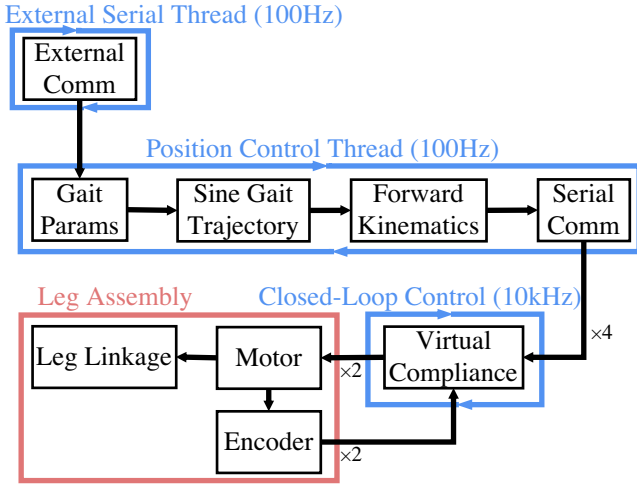 External Serial Thread (100Hz)
External
Comm
Position Control Thread (100Hz)
Gait
Params
Sine Gait
Trajectory
Forward
Kinematics
Serial
Comm
Leg Assembly
Closed-Loop Control (10kHz)
Leg Linkage
Motor
×2
Virtual
Compliance
×4
Encoder
×2